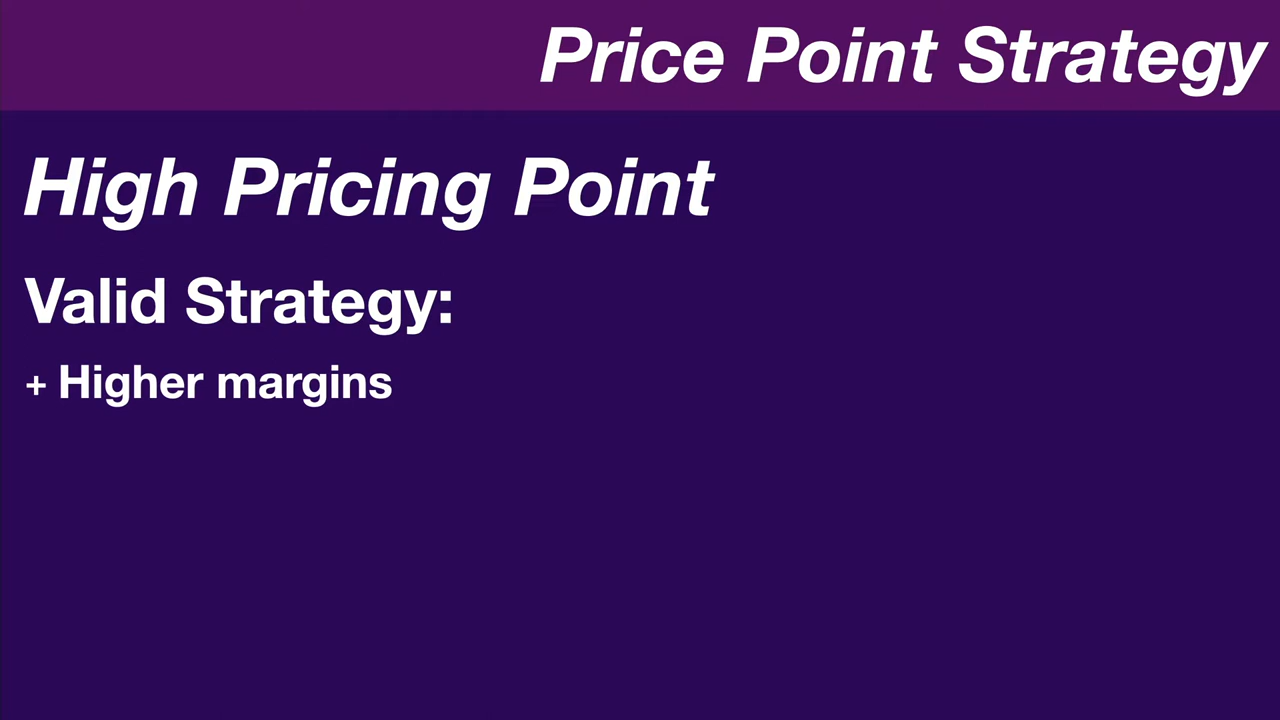 Price Point Strategy
High Pricing Point
Valid Strategy:
+ Higher margins